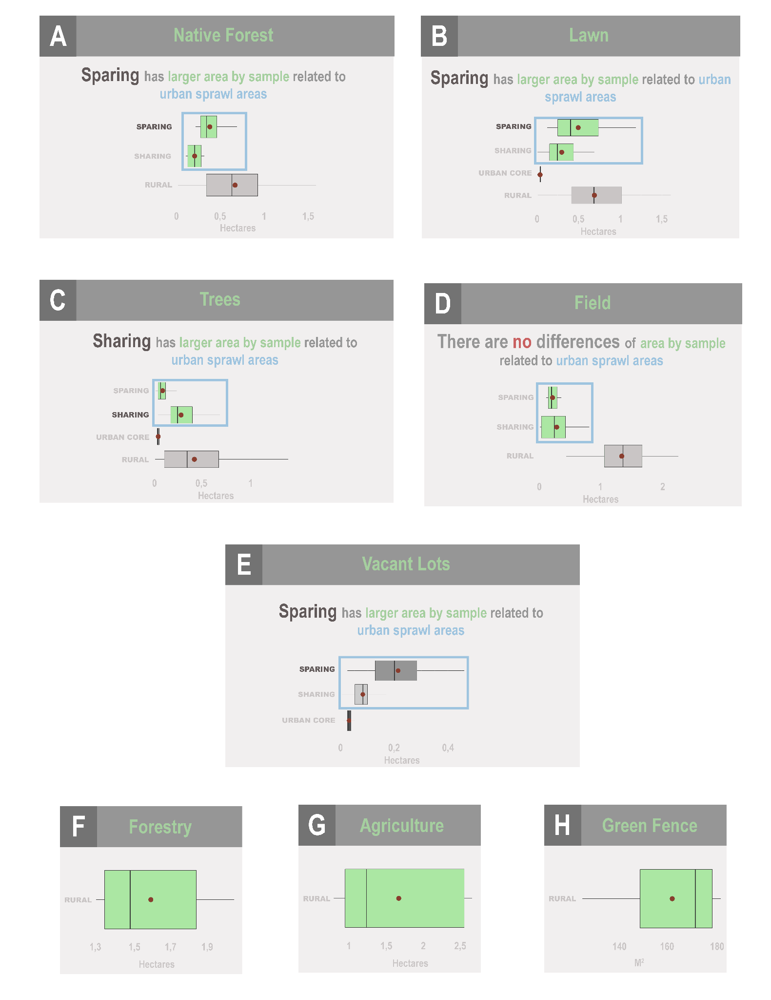 A
Native Forest
Sparing has larger area by sample related to
urban sprawl areas
SPARING
SHARING
RURAL
0 0,5 1 1,5
Hectares
B
Lawn
Sparing has larger area by sample related to urban
sprawl areas
SPARING
SHARING
URBAN CORE
RURAL
0 0,5 1 1,5
Hectares
C
Trees
Sharing has larger area by sample related to
urban sprawl areas
SPARING
SHARING
URBAN CORE
RURAL
0 0,5 1
Hectares
D
Field
There are no differences of area by sample
related to urban sprawl areas
SPARING
SHARING
RURAL
0 1 2
Hectares
E
Vacant Lots
Sparing has larger area by sample related to
urban sprawl areas
SPARING
SHARING
URBAN CORE
0 0,2 0,4
Hectares
F
Forestry
RURAL
1,3 1,5 1,7 1,9
Hectares
G
Agriculture
RURAL
1 1,5 2 2,5
Hectares
H
Green Fence
RURAL
140 160 180
M²